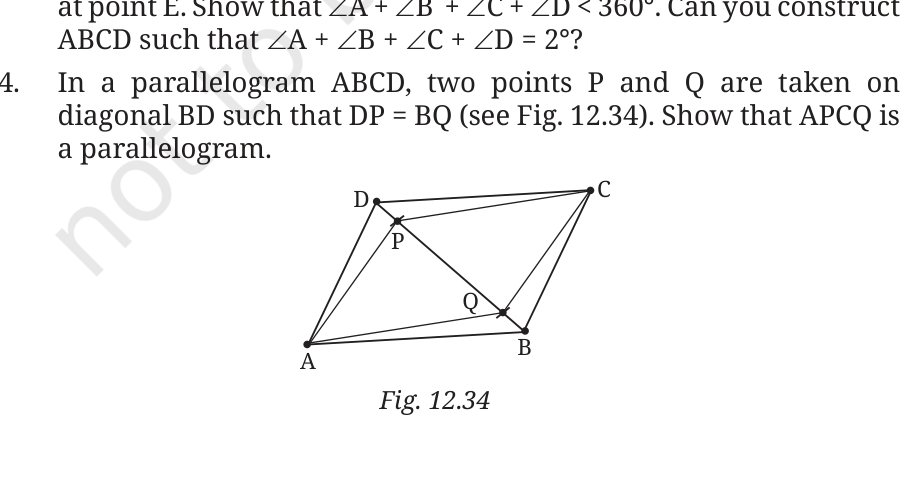 at point E. Show that ∠A + ∠B + ∠C + ∠D < 360°. Can you construct
ABCD such that ∠A + ∠B + ∠C + ∠D = 2°?
4. In a parallelogram ABCD, two points P and Q are taken on
diagonal BD such that DP = BQ (see Fig. 12.34). Show that APCQ is
a parallelogram.
D
C
P
Q
B
A
Fig. 12.34
not to